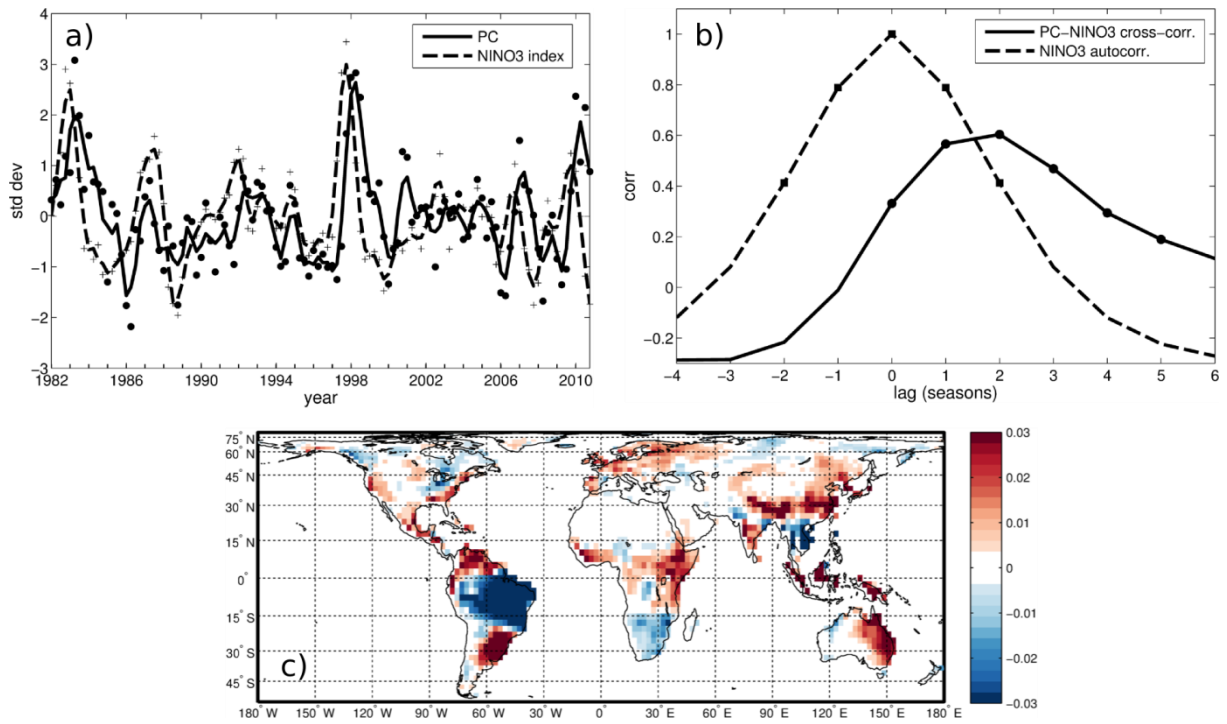 a)
PC
NINO3 index
std dev
4
3
2
1
0
−1
−2
−3
1982 1986 1990 1994 1998 2002 2006 2010
year
b)
PC−NINO3 cross−corr.
NINO3 autocorr.
corr
1
0.8
0.6
0.4
0.2
0
−0.2
−4 −3 −2 −1 0 1 2 3 4 5 6
lag (seasons)
75° N
60° N
45° N
30° N
15° N
0°
15° S
30° S
45° S
c)
180° W 150° W 120° W 90° W 60° W 30° W 0° 30° E 60° E 90° E 120° E 150° E 180° E
0.03
0.02
0.01
0
−0.01
−0.02
−0.03